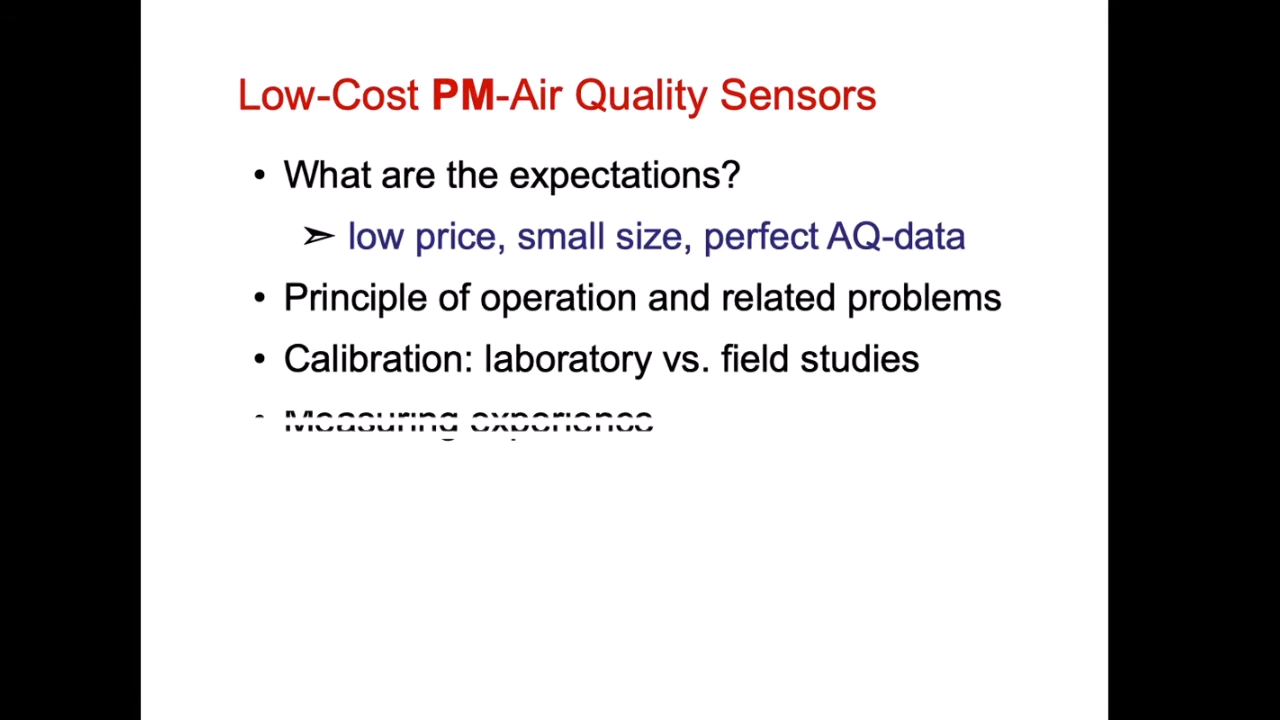 Low-Cost PM-Air Quality Sensors
• What are the expectations?
➣ low price, small size, perfect AQ-data
• Principle of operation and related problems
• Calibration: laboratory vs. field studies
• Measuring experience